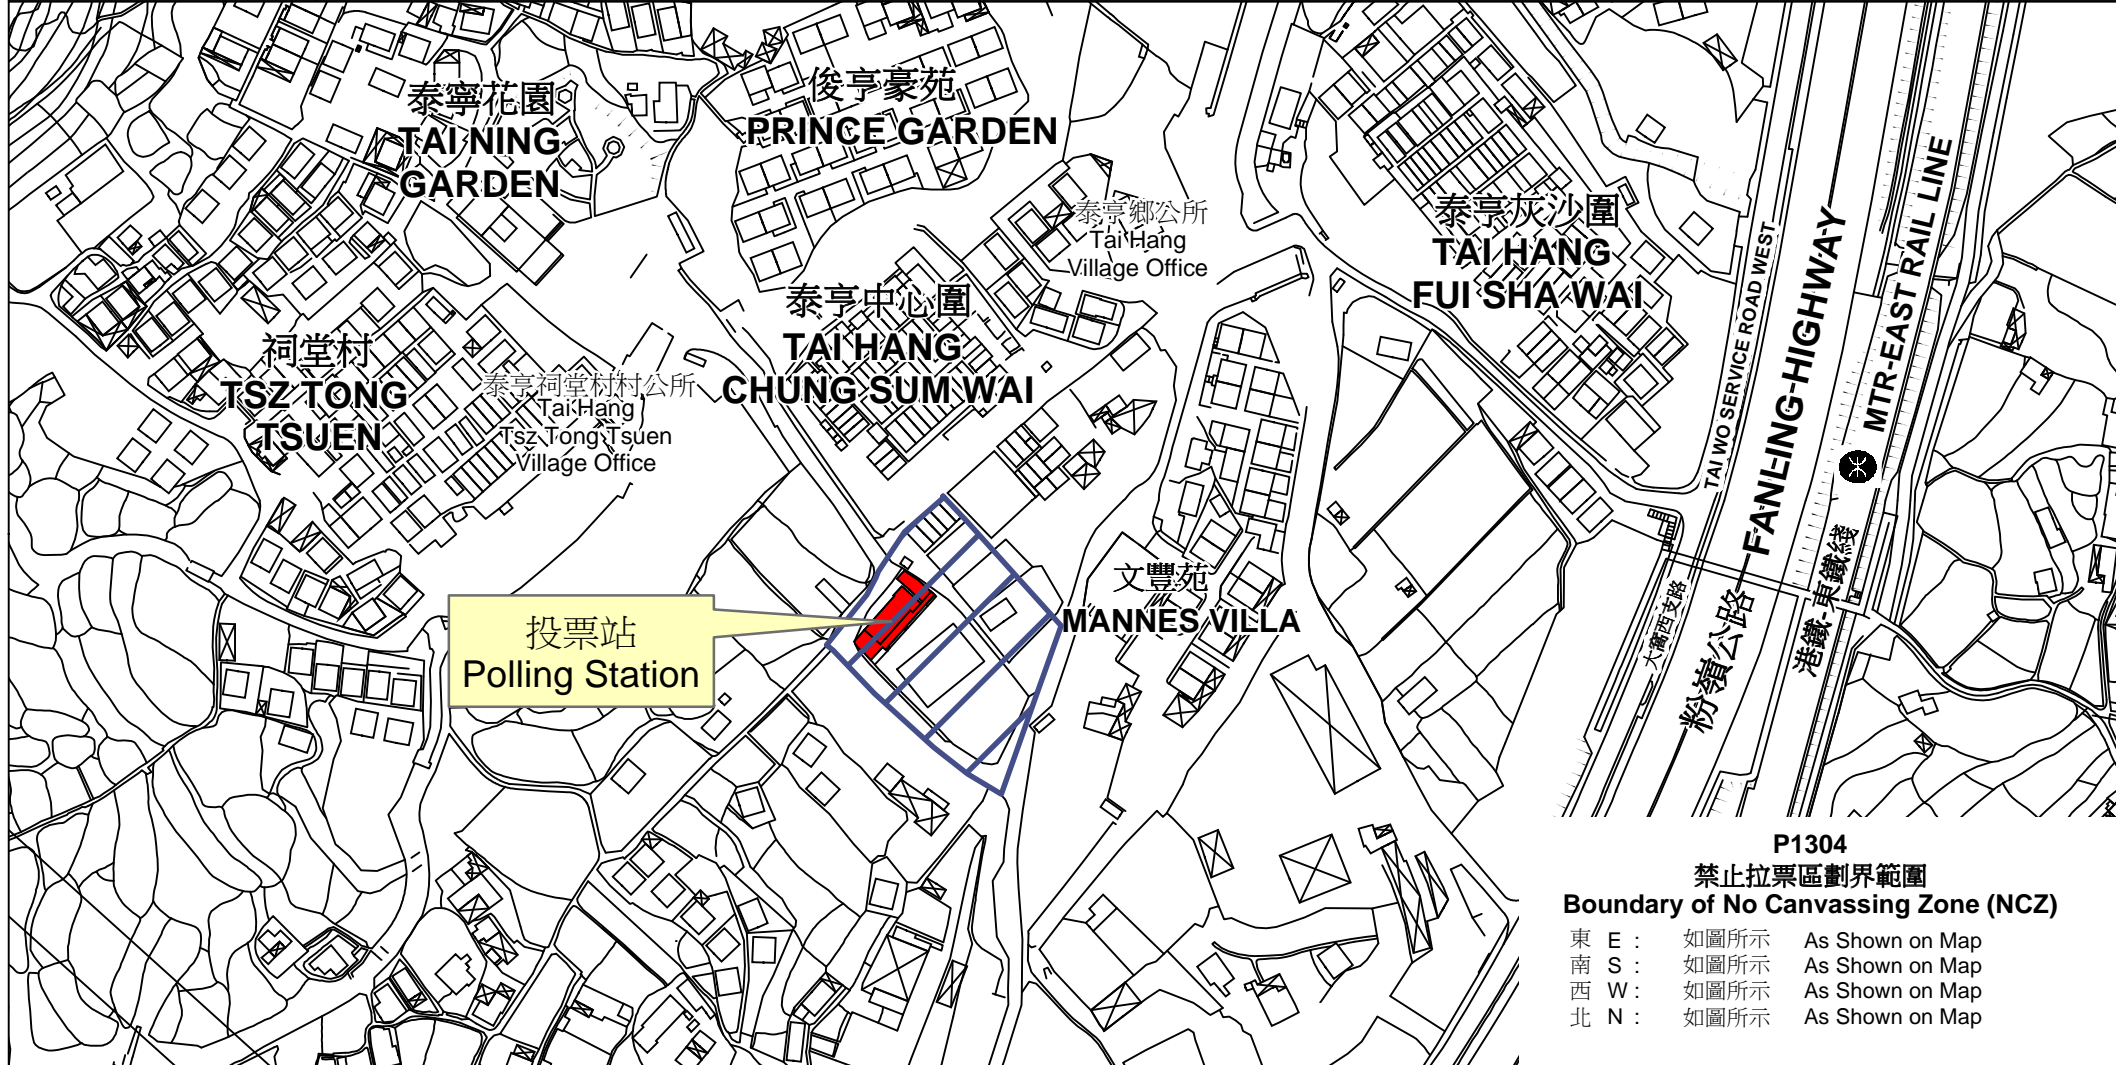 泰寧花園
TAI NING
GARDEN
俊亨豪苑
PRINCE GARDEN
泰亨鄉公所
Tai Hang
Village Office
泰亨灰沙圍
TAI HANG
FUI SHA WAI
泰亨中心圍
TAI HANG
CHUNG SUM WAI
祠堂村
TSZ TONG
TSUEN
泰亨祠堂村村公所
Tai Hang
Tsz Tong Tsuen
Village Office
TAI WO SERVICE ROAD WEST
大窩西支路
FANLING HIGHWAY
粉嶺公路
MTR-EAST RAIL LINE
港鐵-東鐵綫
文豐苑
MANNES VILLA
投票站
Polling Station
P1304
禁止拉票區劃界範圍
Boundary of No Canvassing Zone (NCZ)
東 E : 如圖所示 As Shown on Map
南 S : 如圖所示 As Shown on Map
西 W : 如圖所示 As Shown on Map
北 N : 如圖所示 As Shown on Map